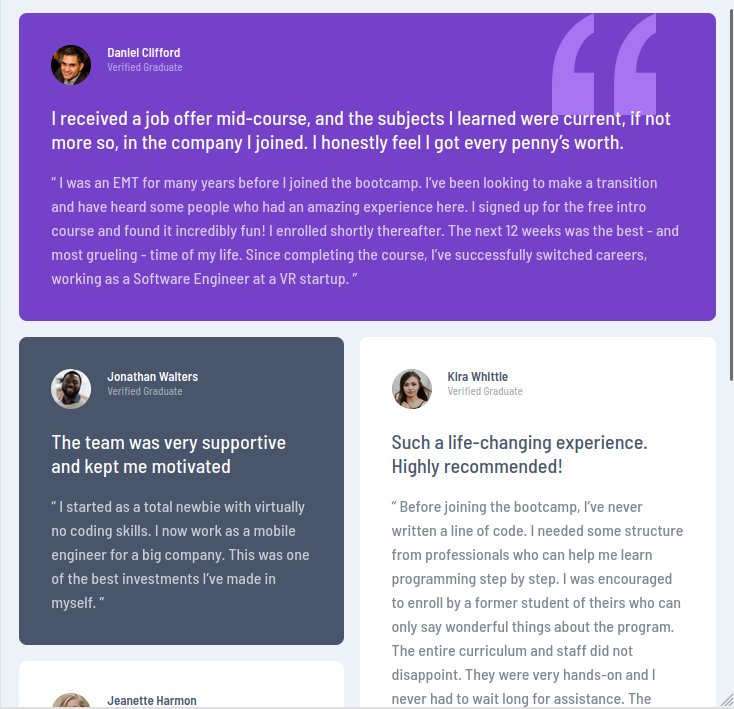 Daniel Clifford
Verified Graduate
I received a job offer mid-course, and the subjects I learned were current, if not
more so, in the company I joined. I honestly feel I got every penny’s worth.
“ I was an EMT for many years before I joined the bootcamp. I’ve been looking to make a transition
and have heard some people who had an amazing experience here. I signed up for the free intro
course and found it incredibly fun! I enrolled shortly thereafter. The next 12 weeks was the best - and
most grueling - time of my life. Since completing the course, I’ve successfully switched careers,
working as a Software Engineer at a VR startup. ”
Jonathan Walters
Verified Graduate
The team was very supportive
and kept me motivated
“ I started as a total newbie with virtually
no coding skills. I now work as a mobile
engineer for a big company. This was one
of the best investments I’ve made in
myself. ”
Kira Whittle
Verified Graduate
Such a life-changing experience.
Highly recommended!
“ Before joining the bootcamp, I’ve never
written a line of code. I needed some structure
from professionals who can help me learn
programming step by step. I was encouraged
to enroll by a former student of theirs who can
only say wonderful things about the program.
The entire curriculum and staff did not
disappoint. They were very hands-on and I
never had to wait long for assistance. The
Jeanette Harmon